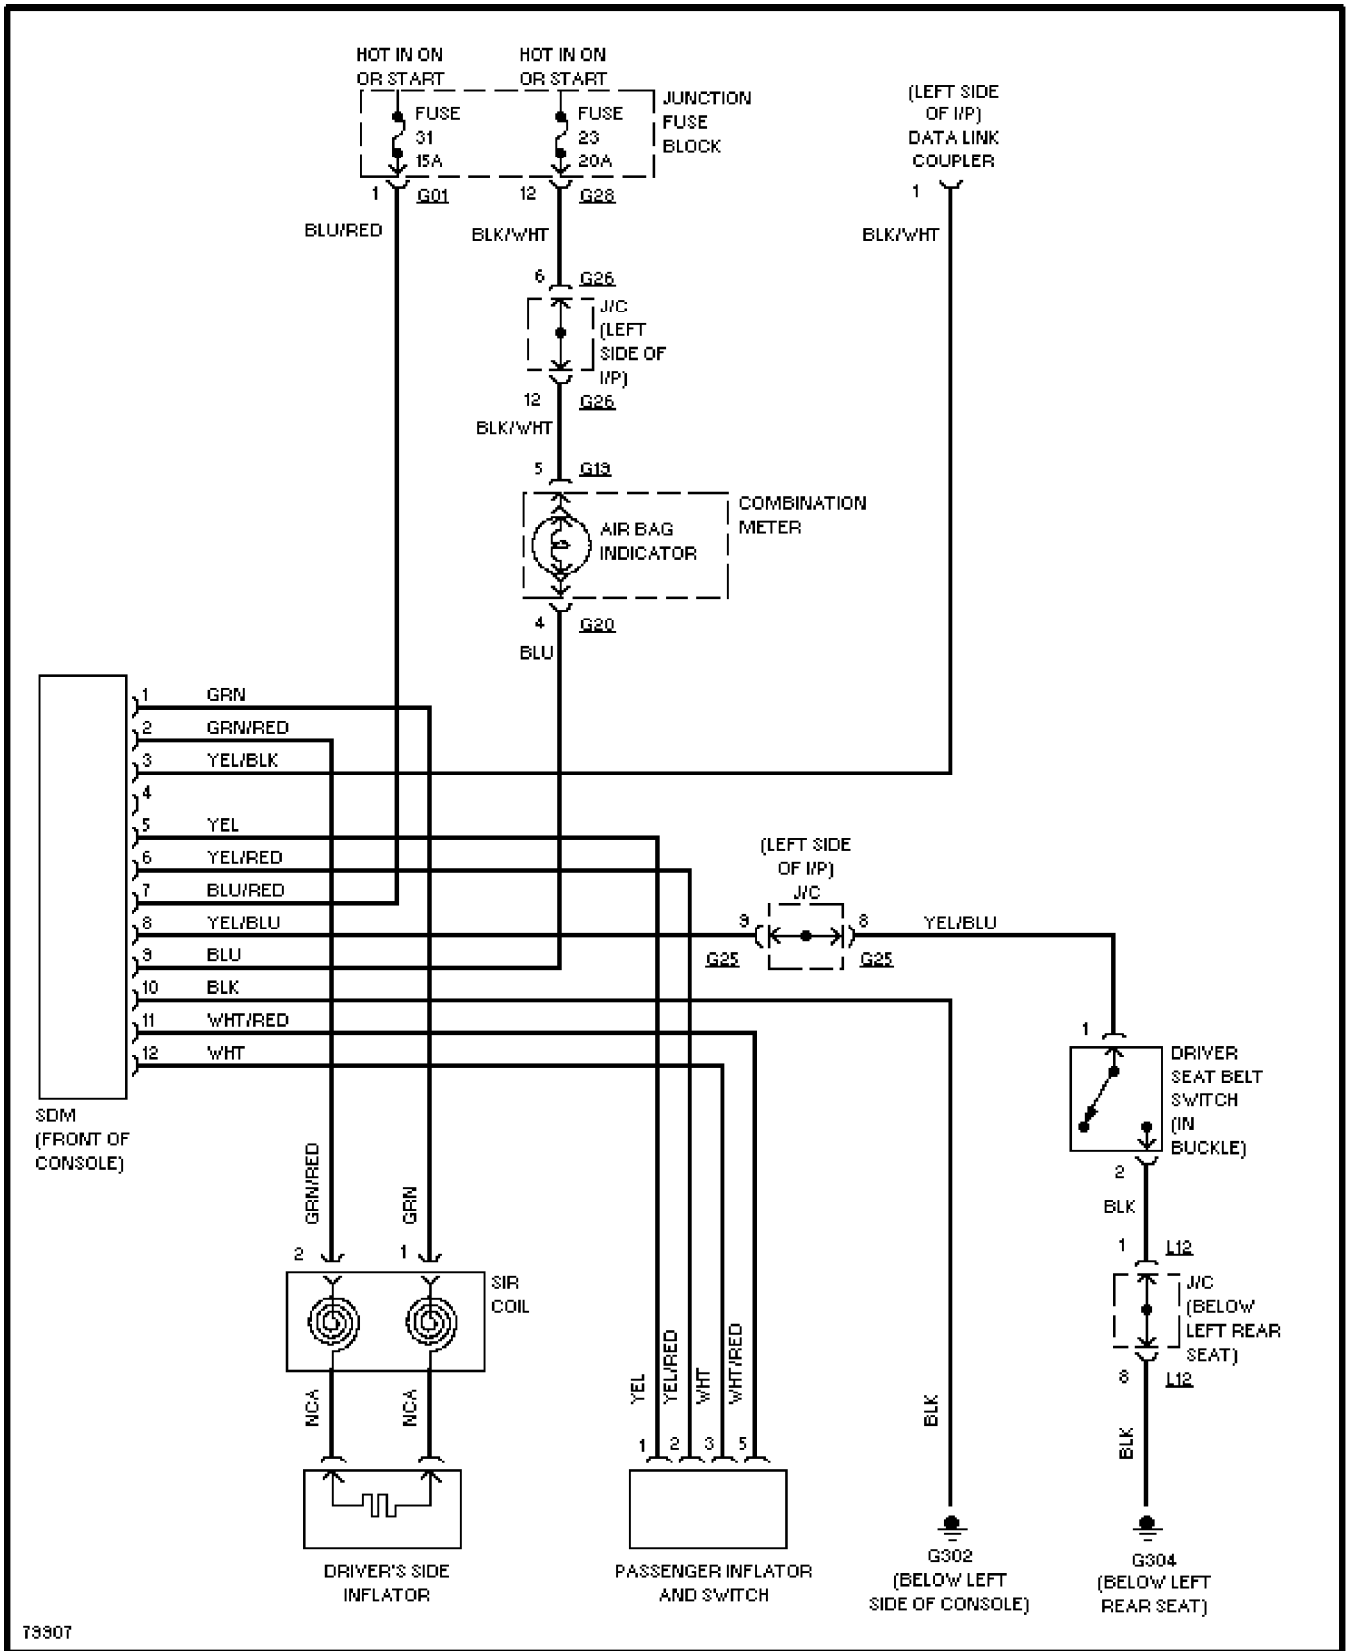 HOT IN ON
OR START
HOT IN ON
OR START
FUSE
31
15A
FUSE
23
20A
JUNCTION
FUSE
BLOCK
(LEFT SIDE
OF I/P)
DATA LINK
COUPLER
1
G01
12
G28
1
BLU/RED
BLK/WHT
BLK/WHT
6
G26
J/C
(LEFT
SIDE OF
I/P)
12
G26
BLK/WHT
5
G19
COMBINATION
METER
AIR BAG
INDICATOR
4
G20
BLU
1 GRN
2 GRN/RED
3 YEL/BLK
4
5 YEL
6 YEL/RED
7 BLU/RED
8 YEL/BLU
9 BLU
10 BLK
11 WHT/RED
12 WHT
SDM
(FRONT OF
CONSOLE)
(LEFT SIDE
OF I/P)
J/C
9
8
G25
G25
YEL/BLU
1
DRIVER
SEAT BELT
SWITCH
(IN
BUCKLE)
2
BLK
1
L12
J/C
(BELOW
LEFT REAR
SEAT)
8
L12
BLK
GRN/RED
GRN
2
1
SIR
COIL
NCA
NCA
YEL
YEL/RED
WHT
WHT/RED
1
2
3
5
BLK
DRIVER'S SIDE
INFLATOR
PASSENGER INFLATOR
AND SWITCH
G302
(BELOW LEFT
SIDE OF CONSOLE)
G304
(BELOW LEFT
REAR SEAT)
79907